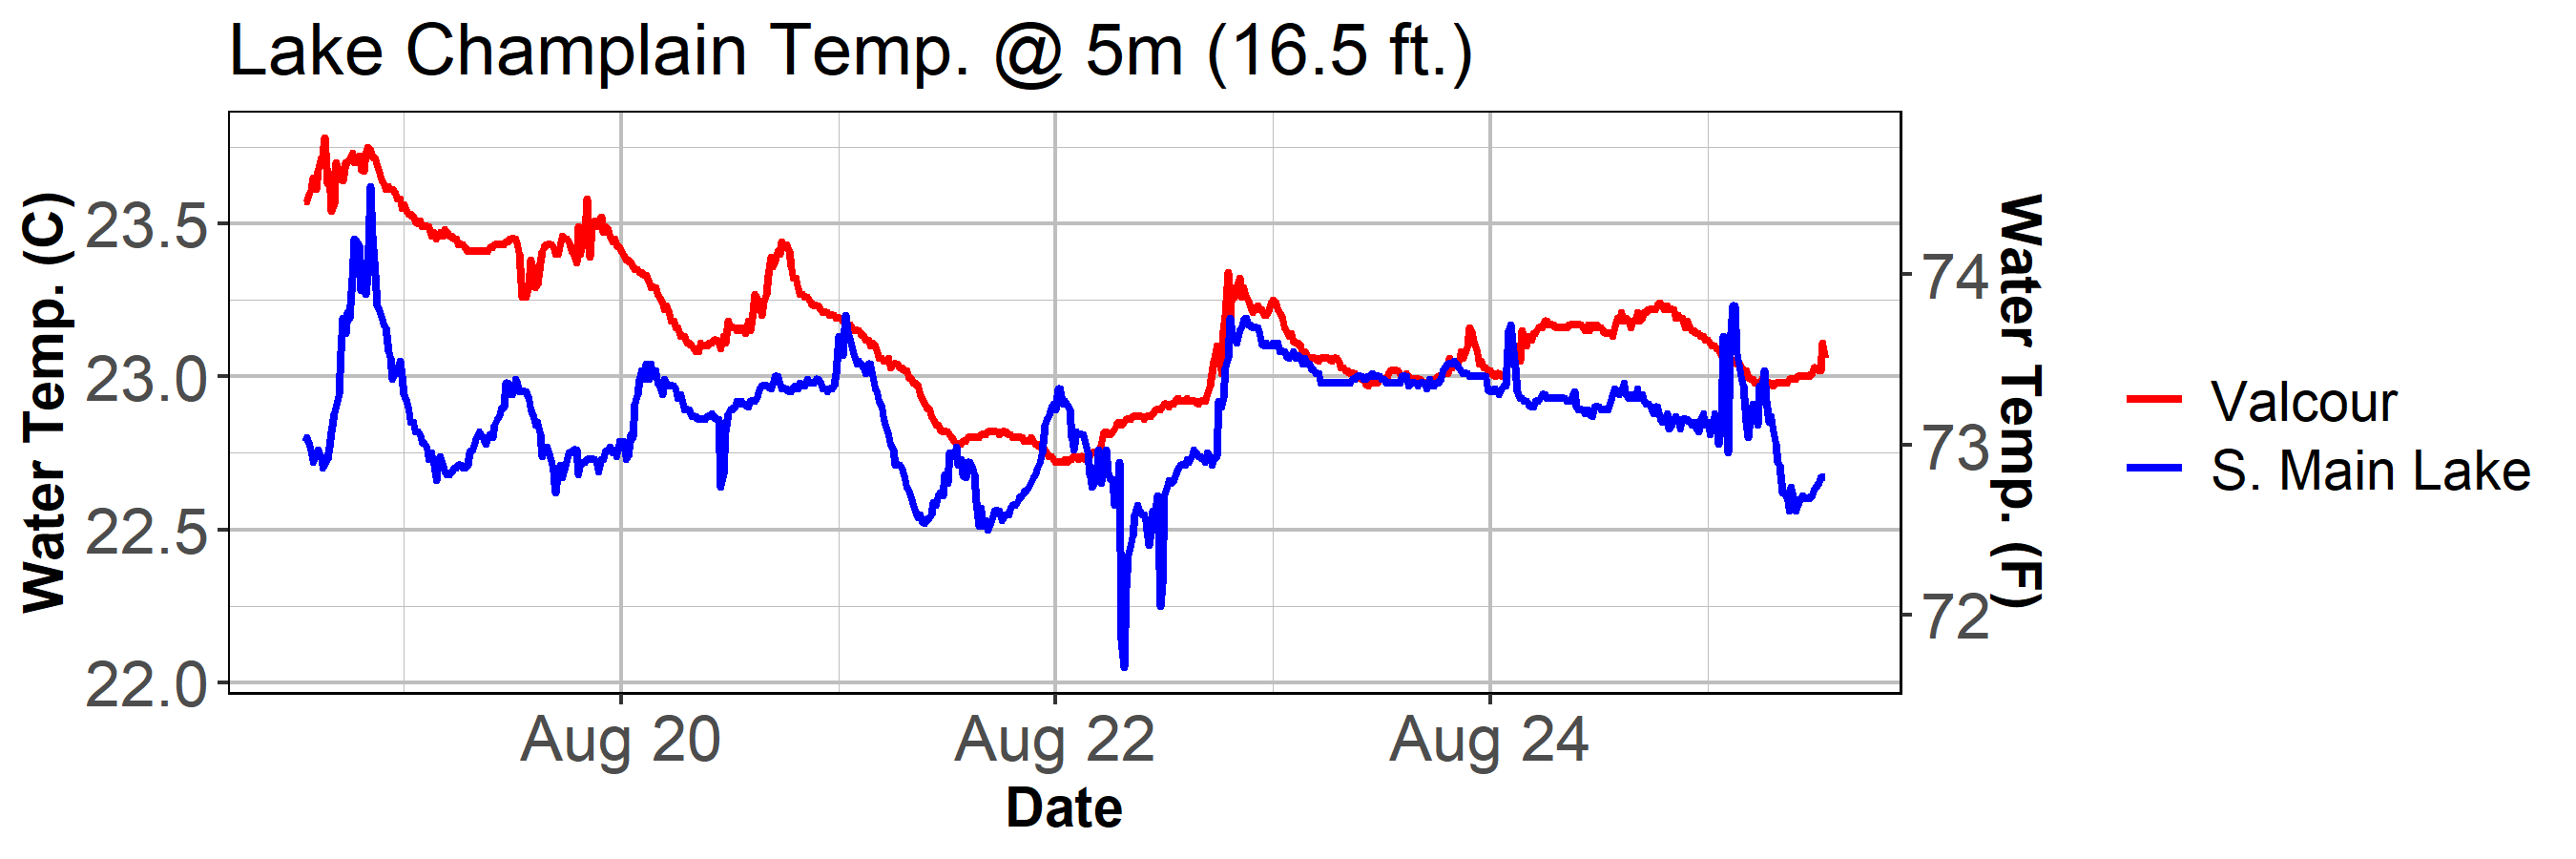 Lake Champlain Temp. @ 5m (16.5 ft.)
Water Temp. (C)
23.5
23.0
22.5
22.0
Aug 20
Aug 22
Aug 24
Date
74
73
72
Water Temp. (F)
Valcour
S. Main Lake